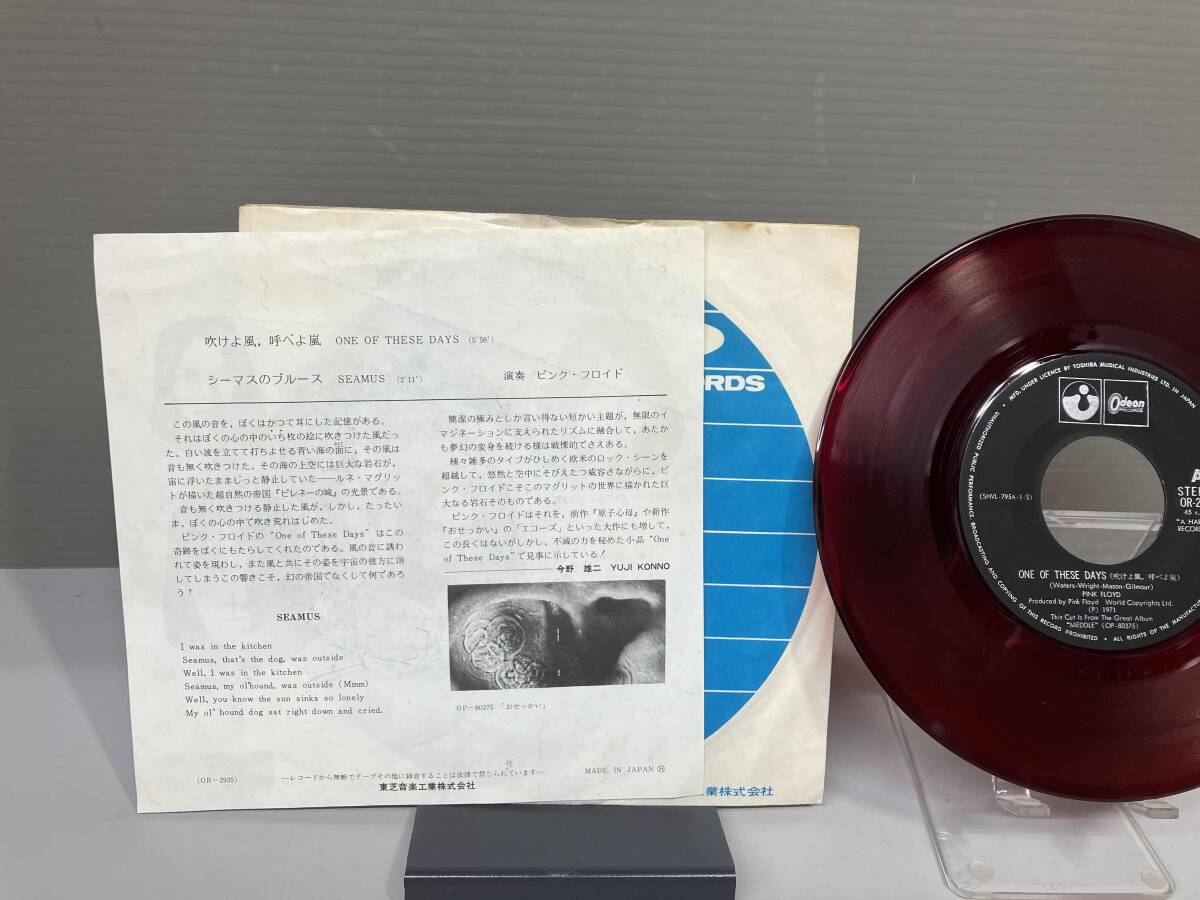 吹けよ風，呼べよ嵐 ONE OF THESE DAYS (5′56″)
シーマスのブルース SEAMUS (2′11″) 演奏 ピンク・フロイド
この風の音を，ぼくはかつて耳にした記憶がある。
それはぼくの心の中のいち枚の絵に吹きつけた風だっ
た。白い波を立てて打ちよせる青い海の面に，その風は
音も無く吹きつけた。その海の上空には巨大な岩石が，
宙に浮いたままじっと静止していた――ルネ・マグリッ
トが描いた超自然の帝国『ピレネーの城』の光景である。
音も無く吹きつける静止した風が，しかし，たったい
ま，ぼくの心の中で吹き荒れはじめた。
ピンク・フロイドの “One of These Days” はこの
奇跡をぼくにもたらしてくれたのである。風の音に誘わ
れて姿を現わし，また風と共にその姿を宇宙の彼方に消
してしまうこの響きこそ，幻の帝国でなくして何であろ
う？
SEAMUS
I was in the kitchen
Seamus, that's the dog, was outside
Well, I was in the kitchen
Seamus, my ol'hound, was outside (Mmm)
Well, you know the sun sinks so lonely
My ol' hound dog sat right down and cried.
簡潔の極みとしか言い得ない短かい主題が，無限のイ
マジネーションに支えられたリズムに融合して，あたか
も夢幻の変身を続ける様は戦慄的でさえある。
種々雑多のタイプがひしめく欧米のロック・シーンを
超越して，悠然と空中にそびえたつ威容さながらに，ピ
ンク・フロイドこそこのマグリットの世界に描かれた巨
大なる岩石そのものである。
ピンク・フロイドはそれを，前作『原子心母』や新作
『おせっかい』の「エコーズ」といった大作にも増して，
この長くはないがしかし，不滅の力を秘めた小品 “One
of These Days” で見事に示している！
今野 雄二 YUJI KONNO
OP－80375 「おせっかい」
(OR－2935)
―レコードから無断でテープその他に録音することは法律で禁じられています―
MADE IN JAPAN Ⓗ
東芝音楽工業株式会社
ORDS
業株式会社
MFD. UNDER LICENCE BY TOSHIBA MUSICAL INDUSTRIES LTD. IN JAPAN
UNAUTHORIZED PUBLIC PERFORMANCE, BROADCASTING AND COPYING OF THIS RECORD PROHIBITED • ALL RIGHTS OF THE MANUFACTUR
Odeon
RECORDS
A
STE
OR-2
45 r.
"A HAR
RECOR
(SHVL-795A-1-S)
ONE OF THESE DAYS (吹けよ風，呼べよ嵐)
(Waters-Wright-Mason-Gilmour)
PINK FLOYD
Produced by Pink Floyd World Copyrights Ltd.
(P) 1971
This Cut Is From The Great Album
"MEDDLE" (OP-80375)